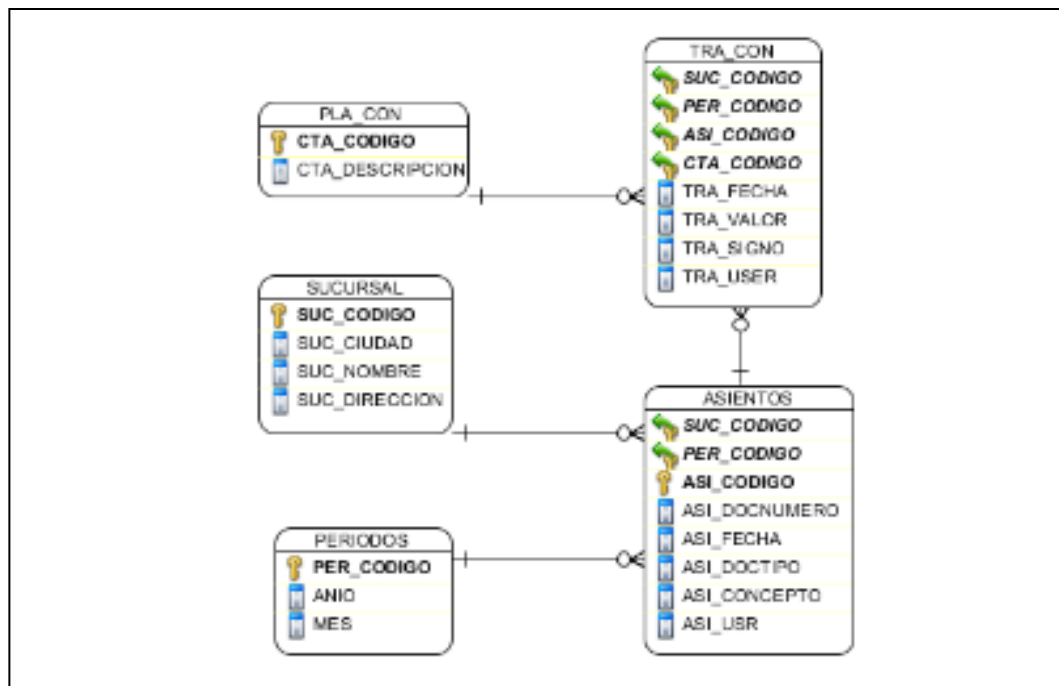 TRA_CON
SUC_CODIGO
PER_CODIGO
ASI_CODIGO
CTA_CODIGO
TRA_FECHA
TRA_VALOR
TRA_SIGNO
TRA_USER
PLA_CON
CTA_CODIGO
CTA_DESCRIPCION
SUCURSAL
SUC_CODIGO
SUC_CIUDAD
SUC_NOMBRE
SUC_DIRECCION
ASIENTOS
SUC_CODIGO
PER_CODIGO
ASI_CODIGO
ASI_DOCNUMERO
ASI_FECHA
ASI_DOCTIPO
ASI_CONCEPTO
ASI_USR
PERIODOS
PER_CODIGO
ANIO
MES